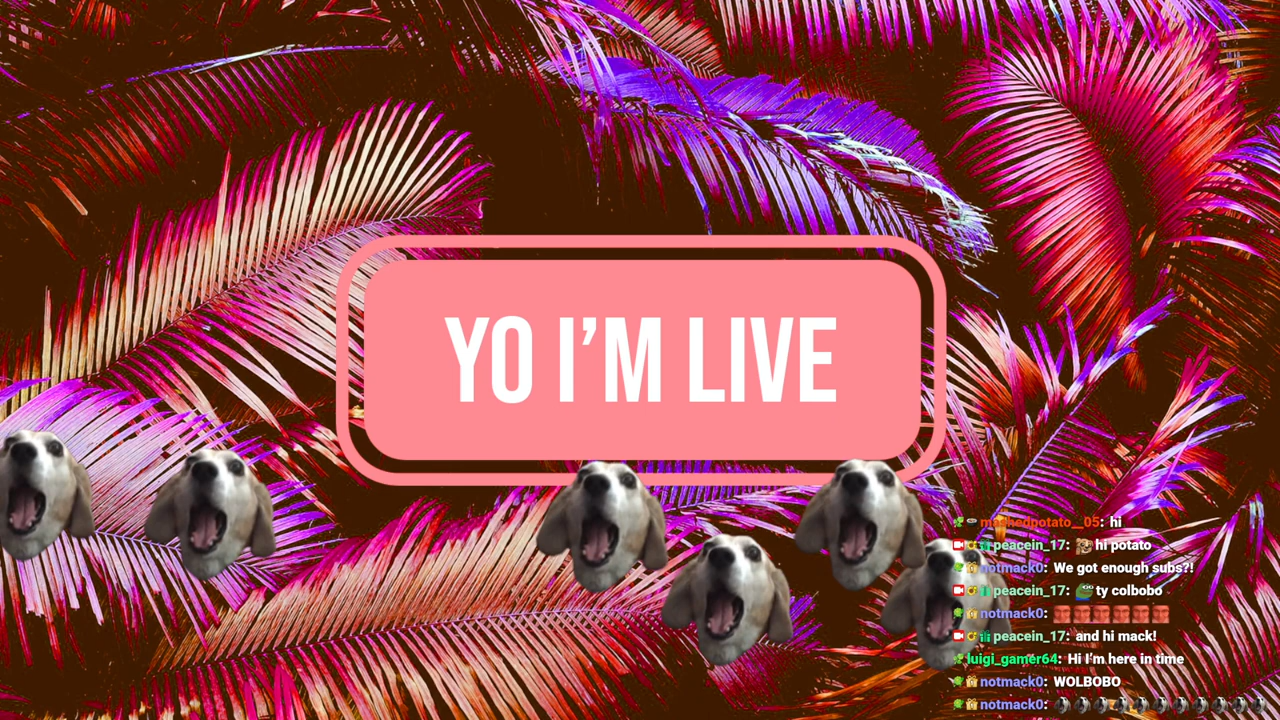 YO I'M LIVE
mashedpotato__05: hi
peacein_17: hi potato
notmack0: We got enough subs?!
peacein_17: ty colbobo
notmack0:
peacein_17: and hi mack!
luigi_gamer64: Hi I'm here in time
notmack0: WOLBOBO
notmack0: